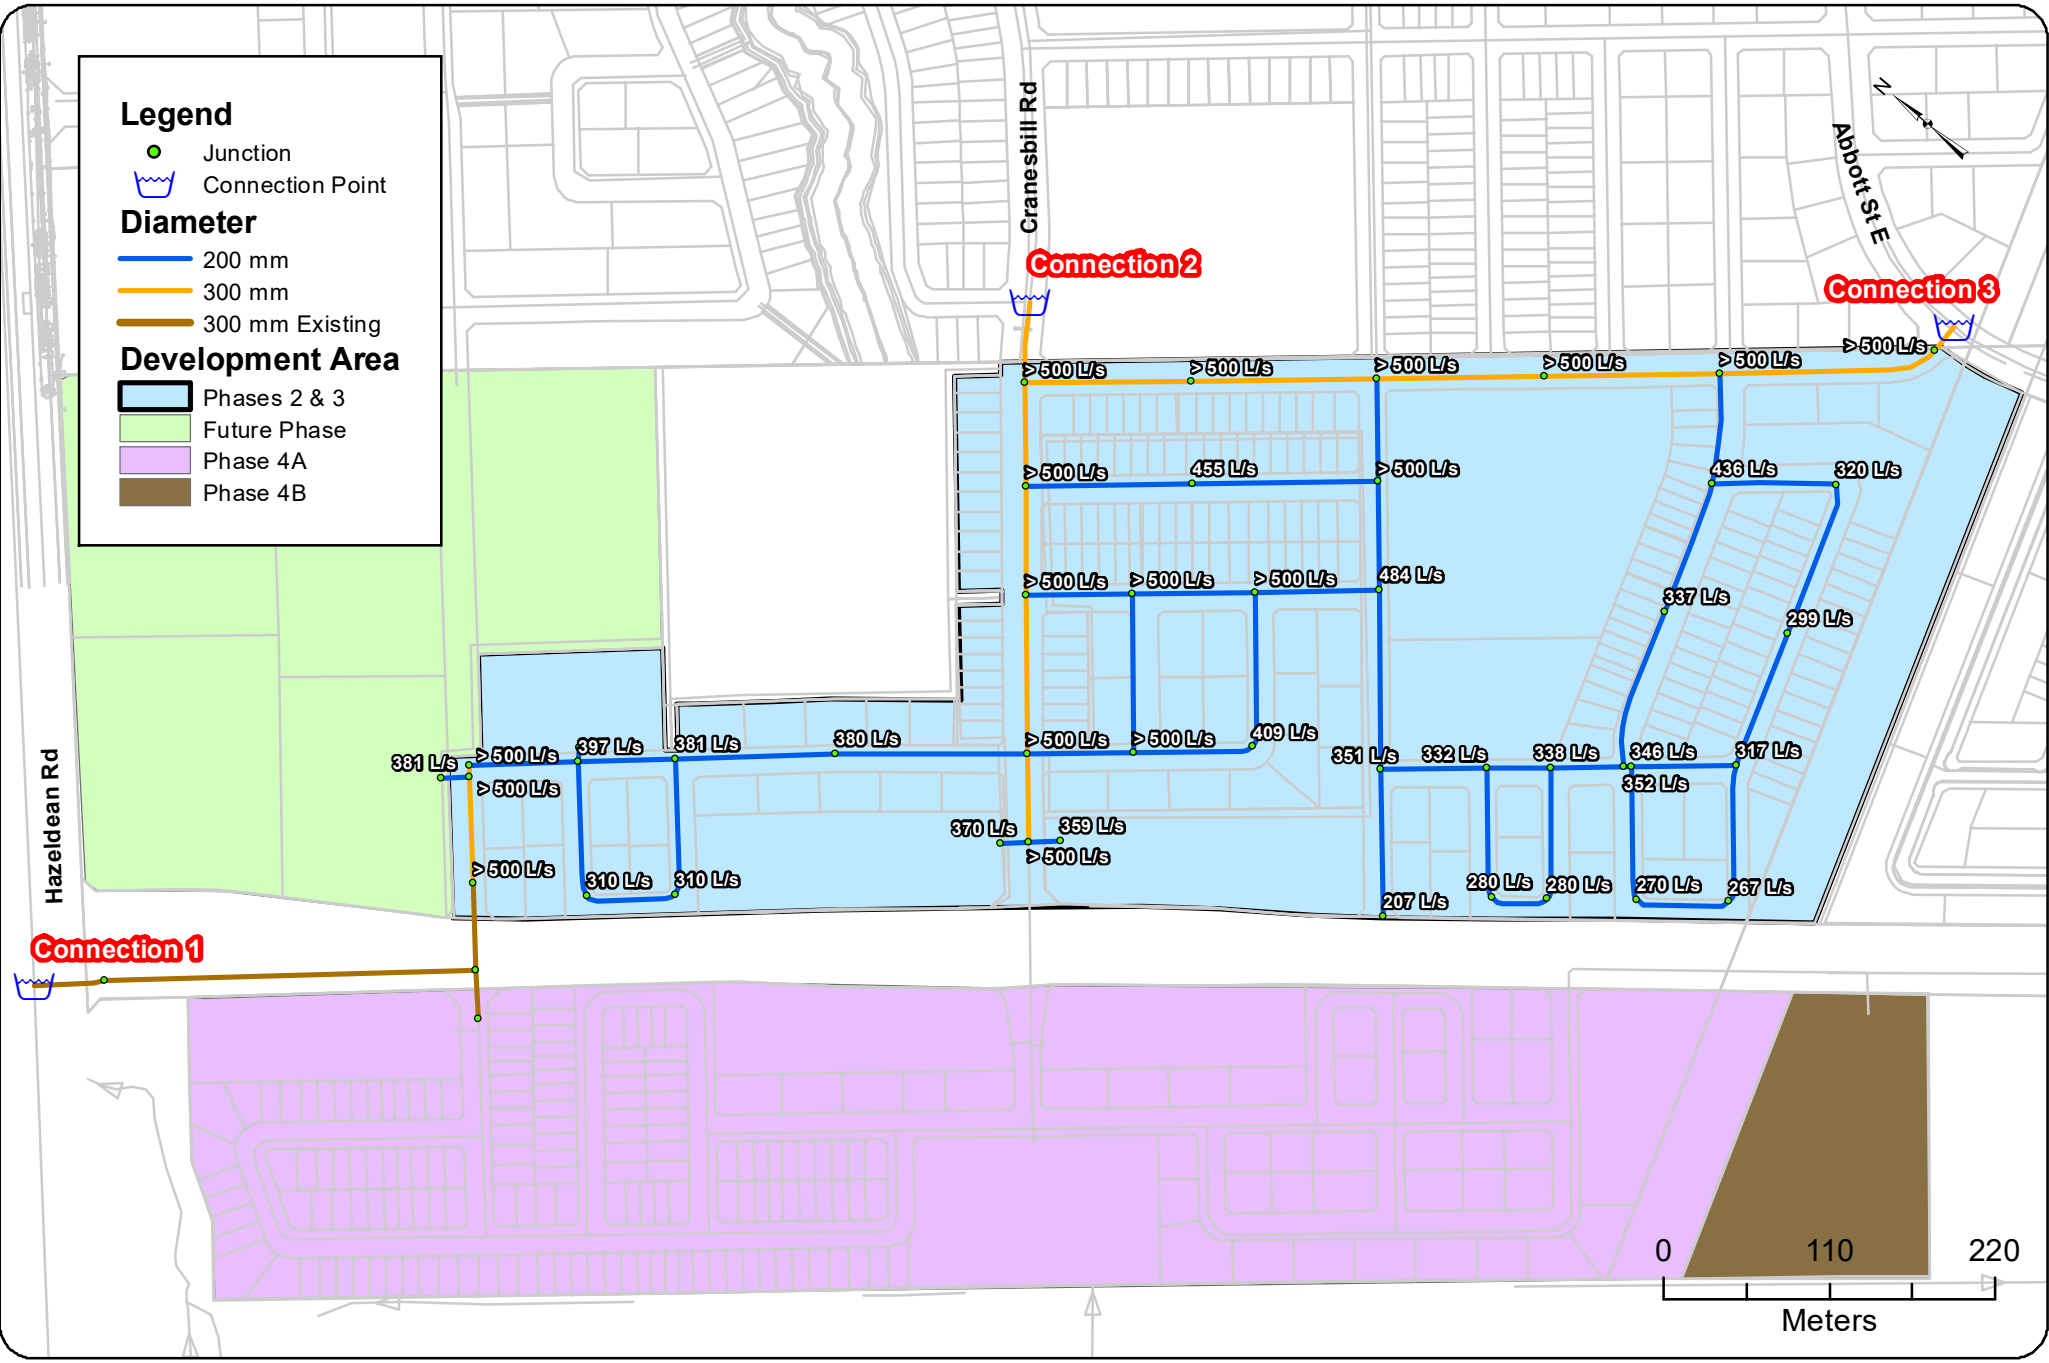 Legend
Junction
Connection Point
Diameter
200 mm
300 mm
300 mm Existing
Development Area
Phases 2 & 3
Future Phase
Phase 4A
Phase 4B
Cranesbill Rd
Abbott St E
N
Connection 2
Connection 3
> 500 L/s
> 500 L/s
> 500 L/s
> 500 L/s
> 500 L/s
> 500 L/s
> 500 L/s
455 L/s
> 500 L/s
436 L/s
320 L/s
> 500 L/s
> 500 L/s
> 500 L/s
484 L/s
337 L/s
299 L/s
381 L/s
> 500 L/s
397 L/s
381 L/s
380 L/s
> 500 L/s
> 500 L/s
409 L/s
351 L/s
332 L/s
338 L/s
346 L/s
317 L/s
> 500 L/s
352 L/s
370 L/s
359 L/s
> 500 L/s
> 500 L/s
310 L/s
310 L/s
280 L/s
280 L/s
270 L/s
267 L/s
207 L/s
Hazeldean Rd
Connection 1
0 110 220
Meters